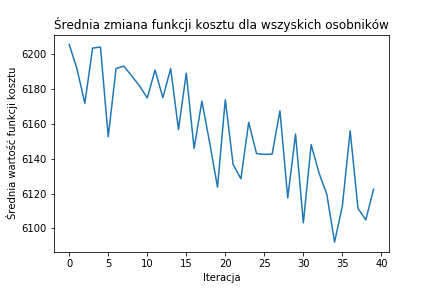 Średnia zmiana funkcji kosztu dla wszyskich osobników
Średnia wartość funkcji kosztu
6200
6180
6160
6140
6120
6100
0 5 10 15 20 25 30 35 40
Iteracja